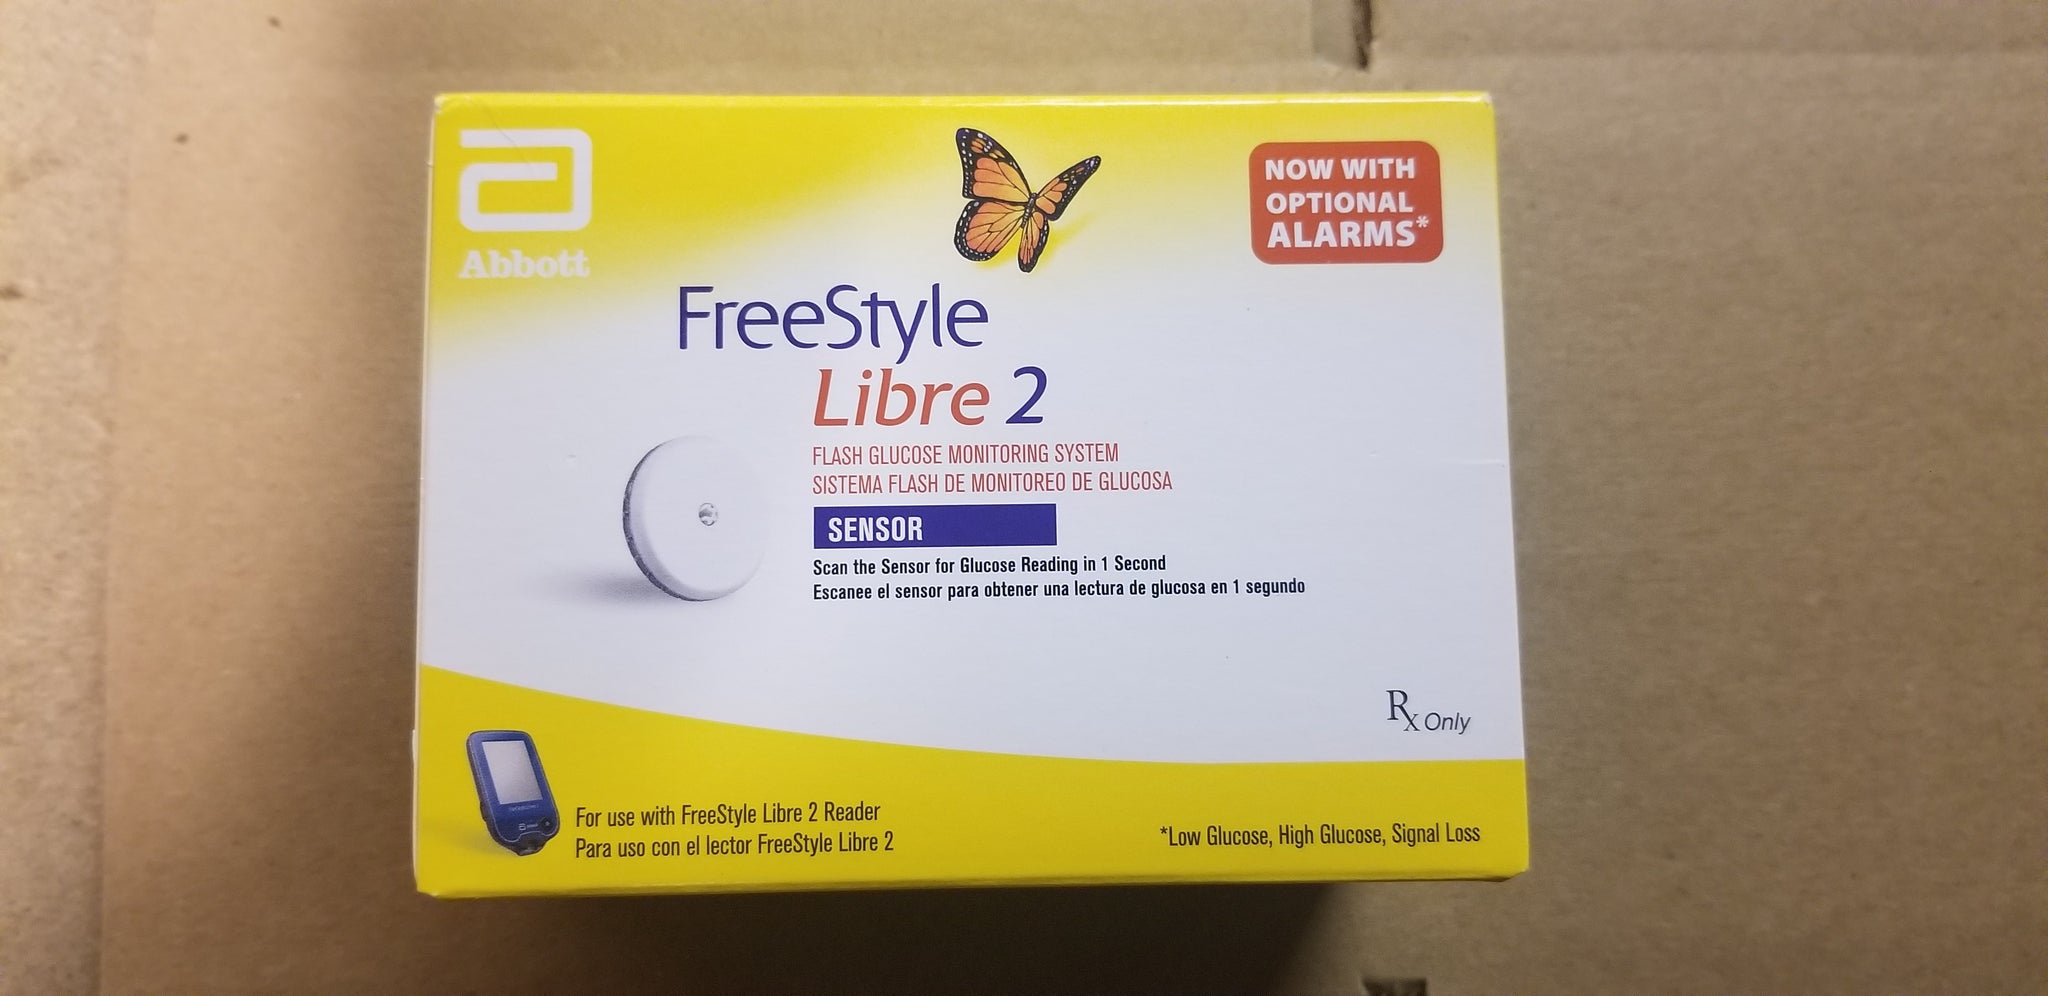 Abbott
NOW WITH
OPTIONAL
ALARMS*
FreeStyle
Libre 2
FLASH GLUCOSE MONITORING SYSTEM
SISTEMA FLASH DE MONITOREO DE GLUCOSA
SENSOR
Scan the Sensor for Glucose Reading in 1 Second
Escanee el sensor para obtener una lectura de glucosa en 1 segundo
Rx Only
For use with FreeStyle Libre 2 Reader
Para uso con el lector FreeStyle Libre 2
*Low Glucose, High Glucose, Signal Loss